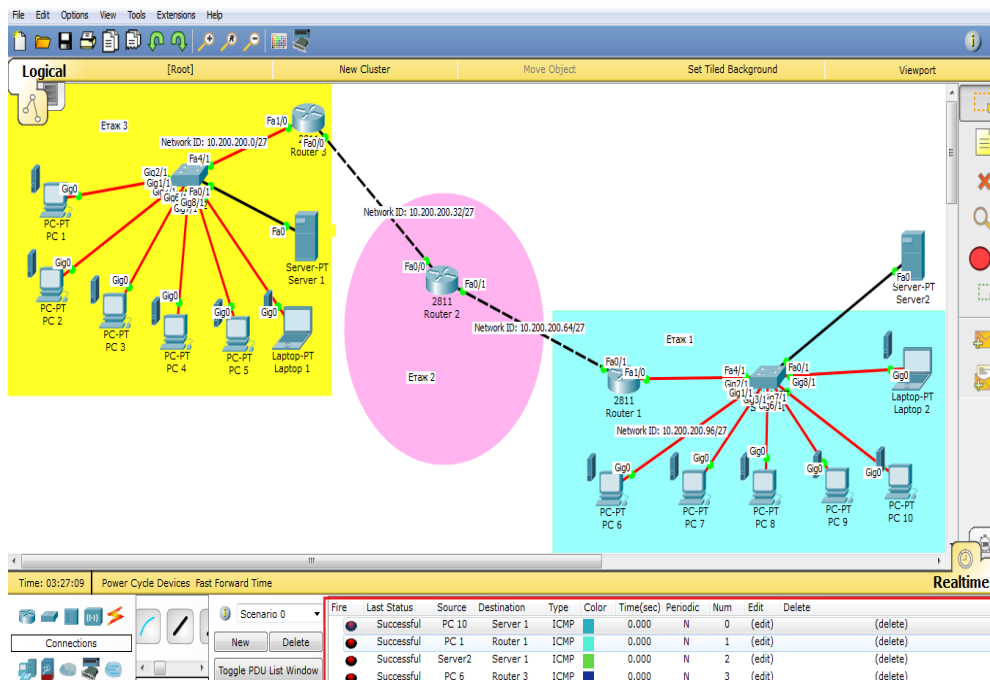 File Edit Options View Tools Extensions Help
Logical
[Root]
New Cluster
Move Object
Set Tiled Background
Viewport
Етаж 3
Fa1/0
Fa0/0
Router 3
Network ID: 10.200.200.0/27
Fa4/1
Gig2/1
Gig1/1
Fa0/1
Gig8/1
Gig0
PC-PT
PC 1
Fa0
Server-PT
Server 1
Gig0
PC-PT
PC 2
Gig0
PC-PT
PC 3
Gig0
PC-PT
PC 4
Gig0
PC-PT
PC 5
Gig0
Laptop-PT
Laptop 1
Network ID: 10.200.200.32/27
Fa0/0
Fa0/1
2811
Router 2
Network ID: 10.200.200.64/27
Етаж 2
Fa0
Server-PT
Server2
Етаж 1
Fa0/1
Fa1/0
2811
Router 1
Fa4/1
Fa0/1
Gig2/1
Gig8/1
Gig1/1
Gig0
Laptop-PT
Laptop 2
Network ID: 10.200.200.96/27
Gig0
PC-PT
PC 6
Gig0
PC-PT
PC 7
Gig0
PC-PT
PC 8
Gig0
PC-PT
PC 9
Gig0
PC-PT
PC 10
Time: 03:27:09 Power Cycle Devices Fast Forward Time
Realtime
Connections
Scenario 0
New
Delete
Toggle PDU List Window
Fire Last Status Source Destination Type Color Time(sec) Periodic Num Edit Delete
Successful PC 10 Server 1 ICMP 0.000 N 0 (edit) (delete)
Successful PC 1 Router 1 ICMP 0.000 N 1 (edit) (delete)
Successful Server2 Server 1 ICMP 0.000 N 2 (edit) (delete)
Successful PC 6 Router 3 ICMP 0.000 N 3 (edit) (delete)